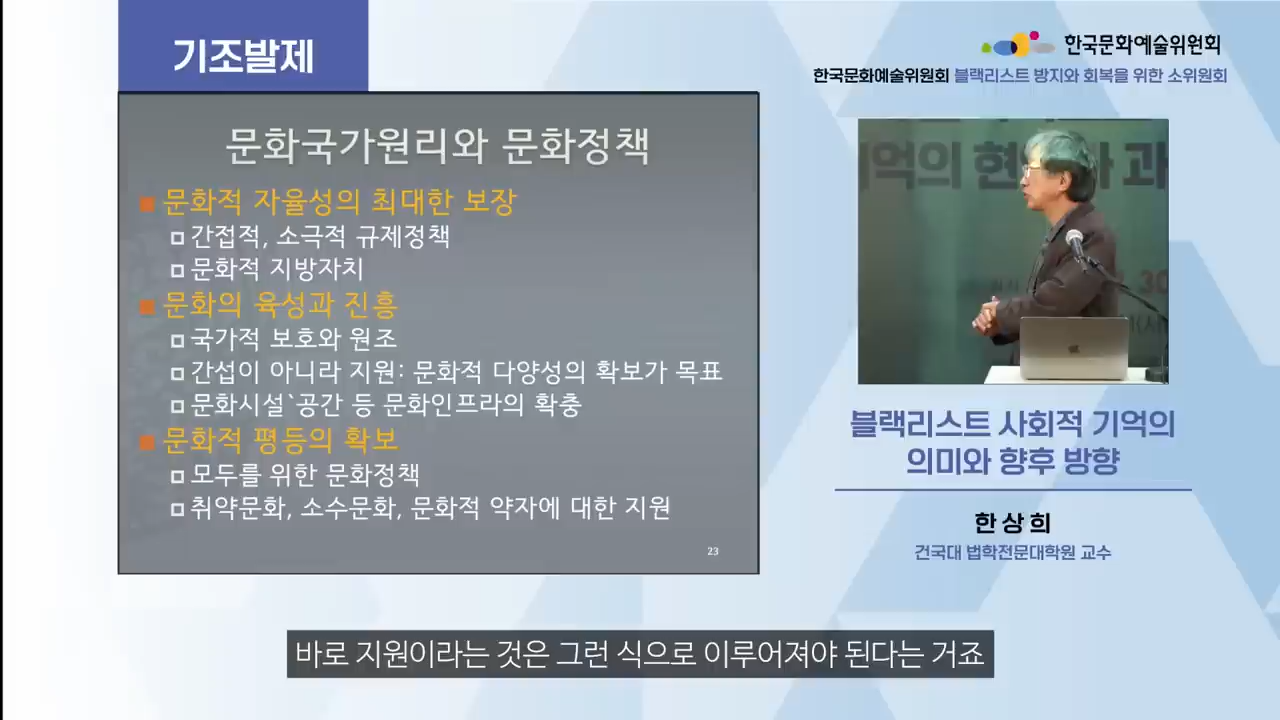 기조발제
한국문화예술위원회
한국문화예술위원회 블랙리스트 방지와 회복을 위한 소위원회
문화국가원리와 문화정책
문화적 자율성의 최대한 보장
간접적, 소극적 규제정책
문화적 지방자치
문화의 육성과 진흥
국가적 보호와 원조
간섭이 아니라 지원: 문화적 다양성의 확보가 목표
문화시설`공간 등 문화인프라의 확충
문화적 평등의 확보
모두를 위한 문화정책
취약문화, 소수문화, 문화적 약자에 대한 지원
23
억의 현 과
30
블랙리스트 사회적 기억의
의미와 향후 방향
한상희
건국대 법학전문대학원 교수
바로 지원이라는 것은 그런 식으로 이루어져야 된다는 거죠